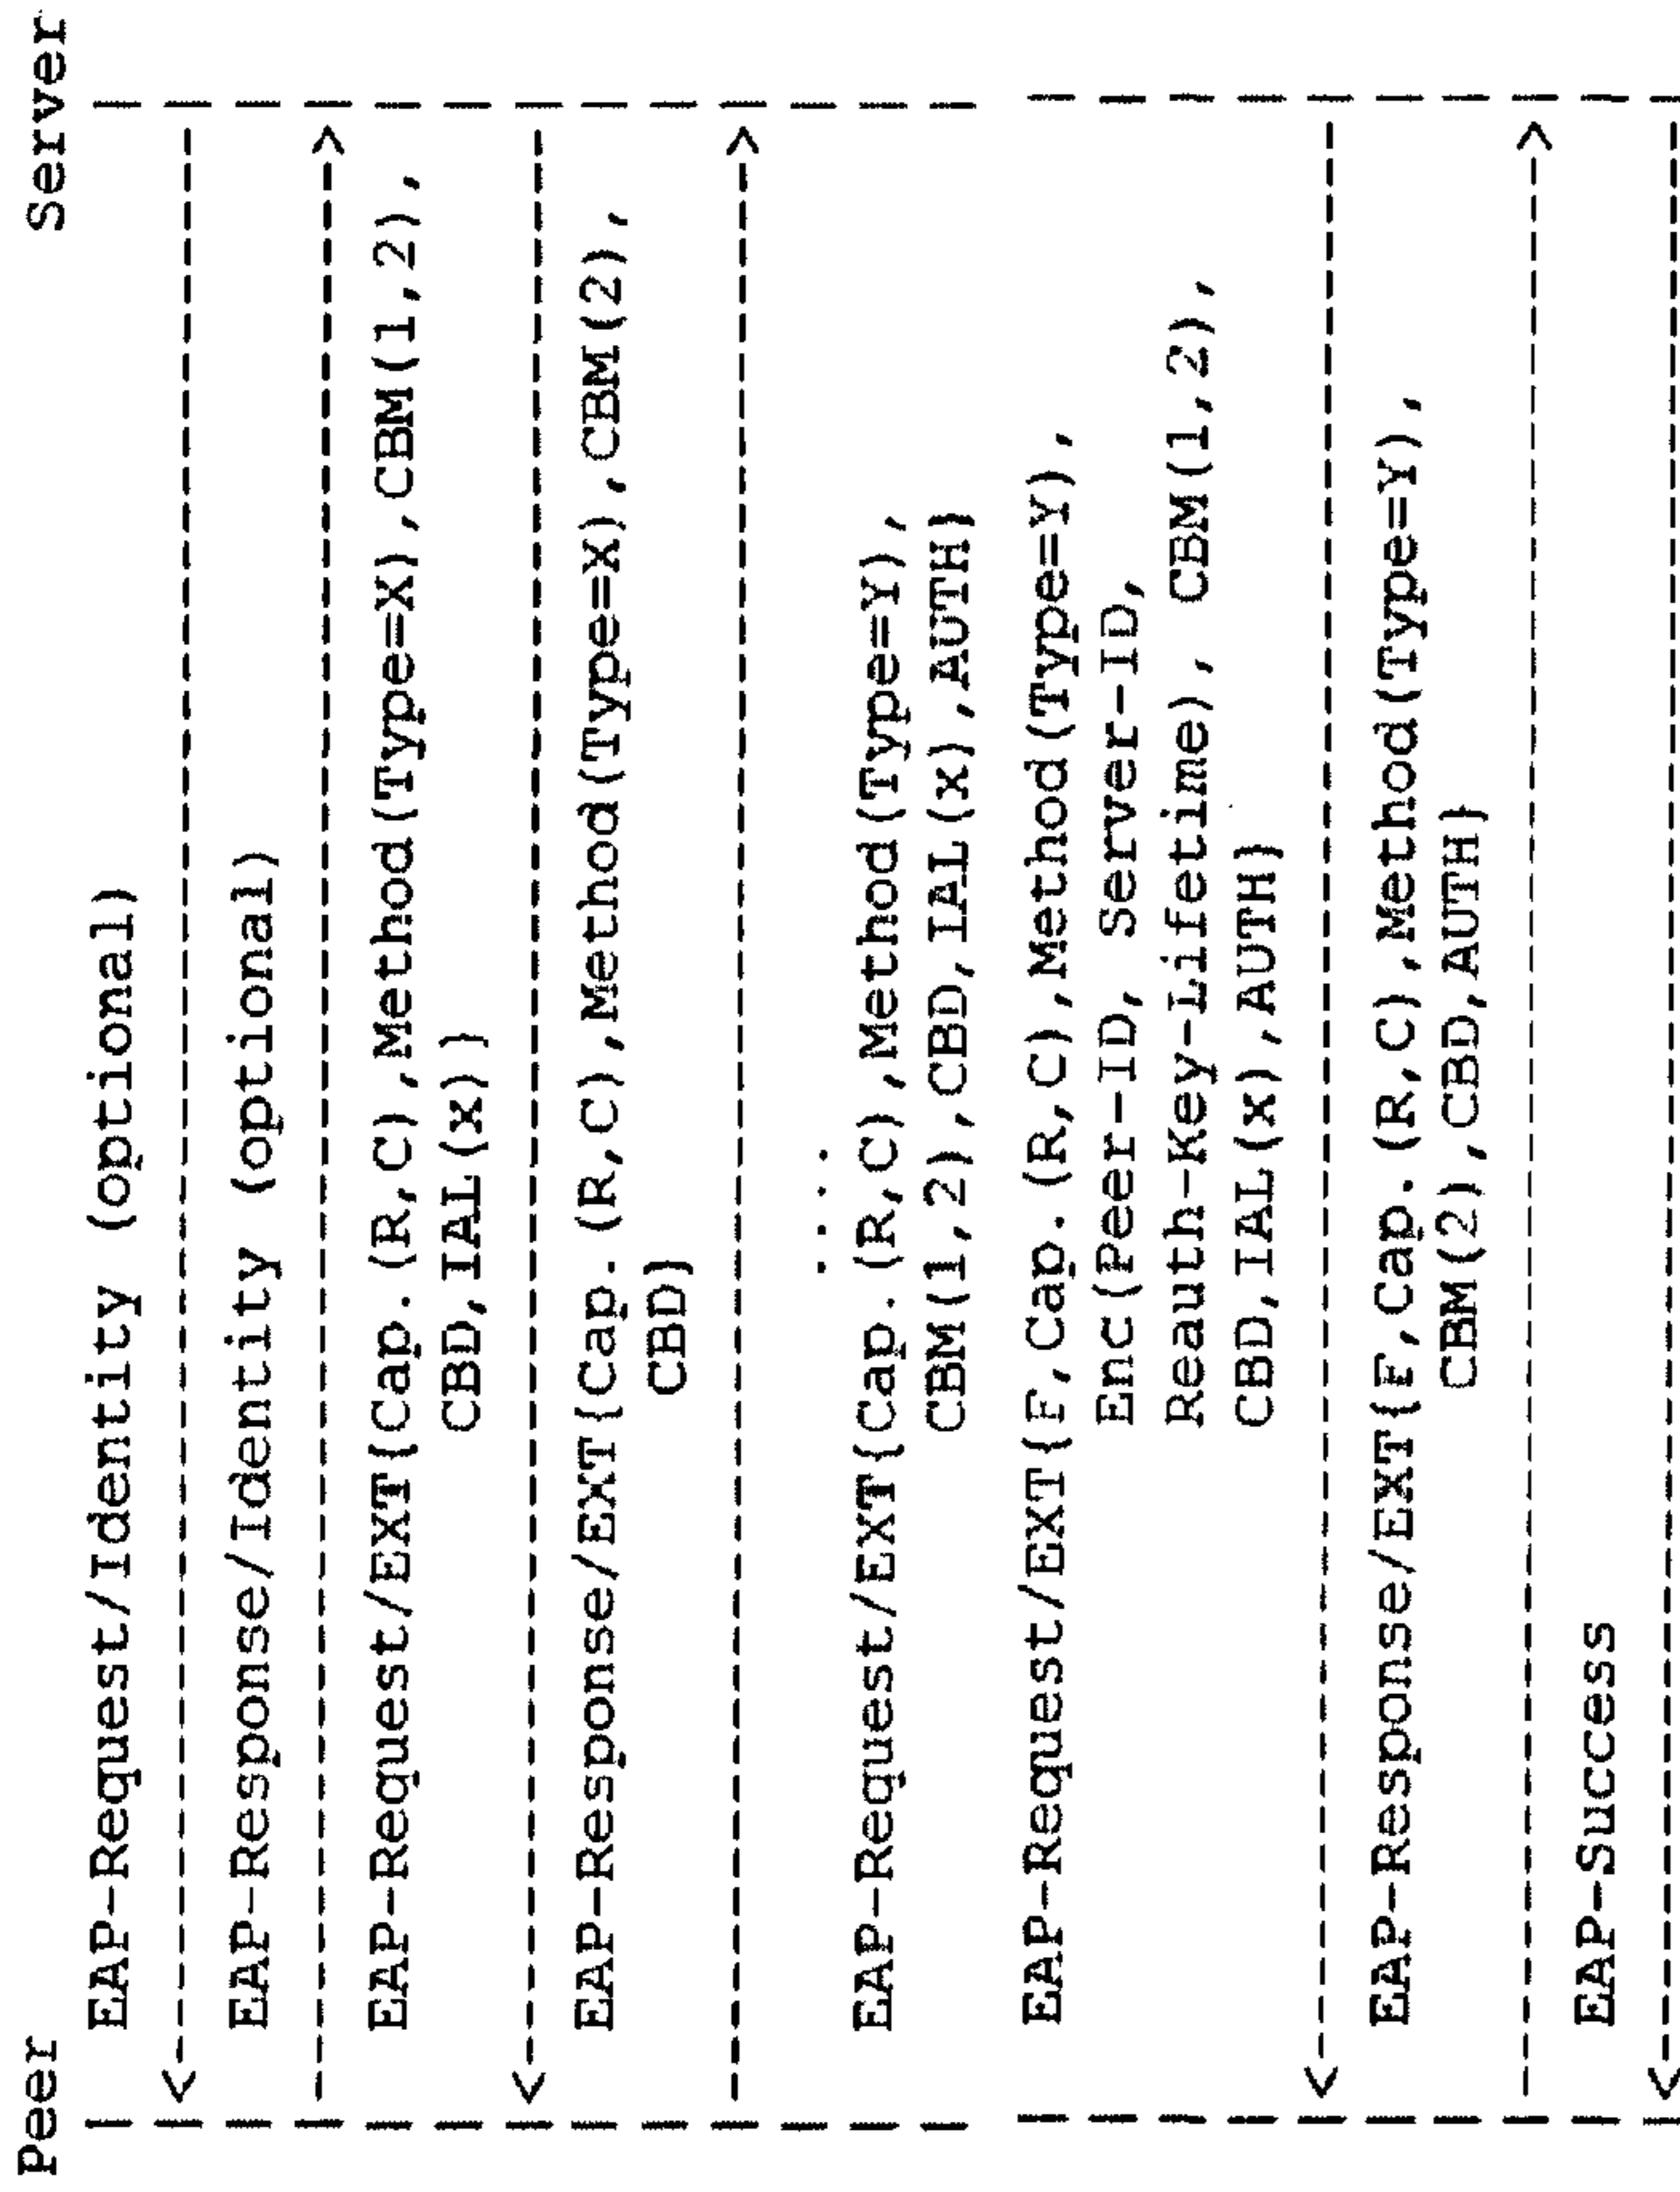 Peer Server
| EAP-Request/Identity (optional) |
|<------------------------------------------------------|
| EAP-Response/Identity (optional) |
|------------------------------------------------------>|
| EAP-Request/EXT{Cap.(R,C),Method(Type=X),CBM(1,2), |
| CBD,IAL(x)} |
|<------------------------------------------------------|
| EAP-Response/EXT{Cap.(R,C),Method(Type=X),CBM(2), |
| CBD} |
|------------------------------------------------------>|
| .... |
| EAP-Request/EXT{Cap.(R,C),Method(Type=Y), |
| CBM(1,2),CBD,IAL(x),AUTH} |
| EAP-Request/EXT{F,Cap.(R,C),Method(Type=Y), |
| Enc(Peer-ID, Server-ID, |
| Reauth-Key-Lifetime), CBM(1,2), |
| CBD,IAL(x),AUTH} |
|<------------------------------------------------------|
| EAP-Response/EXT{F,Cap.(R,C),Method(Type=Y), |
| CBM(2),CBD,AUTH} |
|------------------------------------------------------>|
| EAP-Success |
|<------------------------------------------------------|